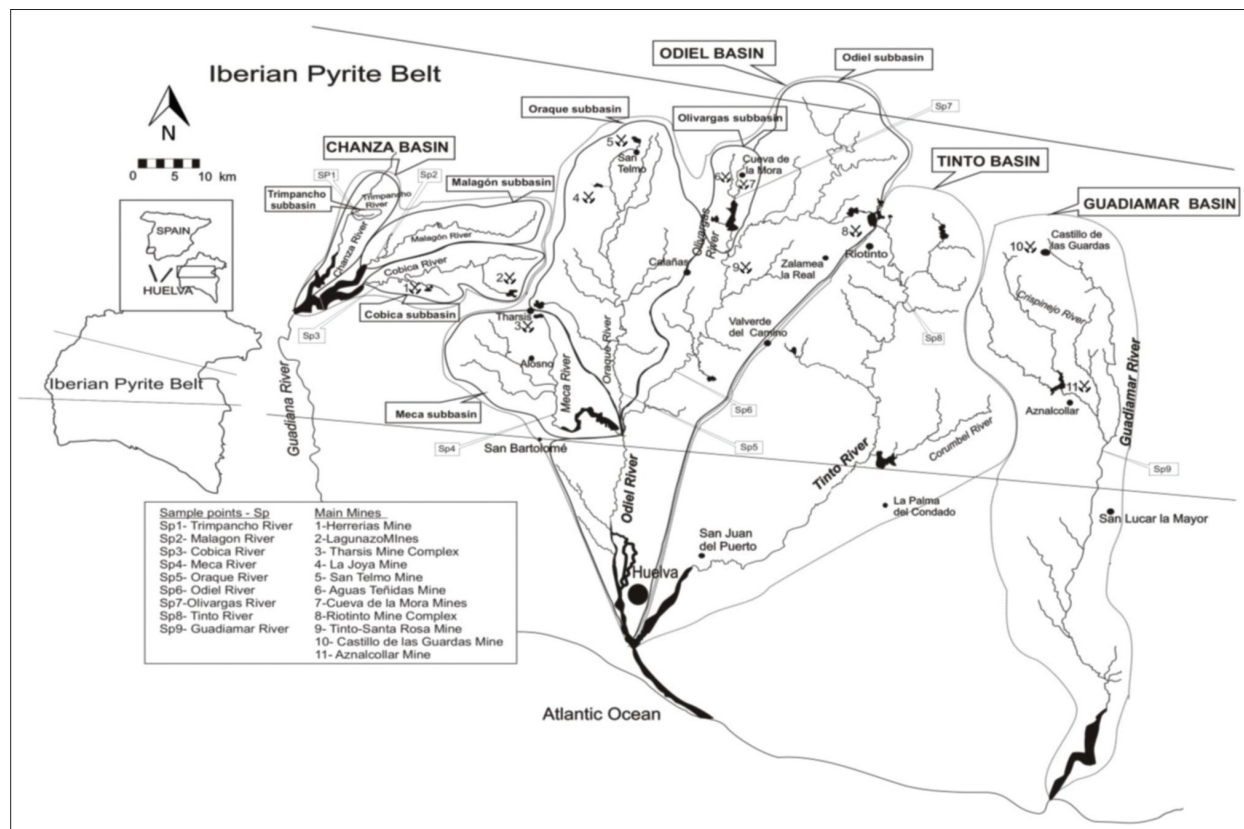 Iberian Pyrite Belt
N
0 5 10 km
SPAIN
HUELVA
Iberian Pyrite Belt
CHANZA BASIN
SP1
Trimpancho subbasin
Trimpancho River
Chanza River
Sp2
Malagón subbasin
Malagón River
Cobica River
1
2
Cobica subbasin
Sp3
Guadiana River
ODIEL BASIN
Odiel subbasin
Oraque subbasin
Olivargas subbasin
Sp7
5
San Telmo
4
Cueva de la Mora
6
7
Olivargas River
Calañas
9
Zalamea la Real
8
Riotinto
Tharsis
3
Alosno
Meca River
Oraque River
Valverde del Camino
Meca subbasin
Sp4
San Bartolomé
Sp6
Sp5
Odiel River
TINTO BASIN
Sp8
Tinto River
Corumbel River
La Palma del Condado
San Juan del Puerto
Huelva
GUADIAMAR BASIN
10
Castillo de las Guardas
Crispinejo River
11
Aznalcollar
Guadiamar River
Sp9
San Lucar la Mayor
Atlantic Ocean
Sample points - Sp
Sp1- Trimpancho River
Sp2- Malagon River
Sp3- Cobica River
Sp4- Meca River
Sp5- Oraque River
Sp6- Odiel River
Sp7-Olivargas River
Sp8- Tinto River
Sp9- Guadiamar River
Main Mines
1-Herrerias Mine
2-LagunazoMInes
3- Tharsis Mine Complex
4- La Joya Mine
5- San Telmo Mine
6- Aguas Teñidas Mine
7-Cueva de la Mora Mines
8-Riotinto Mine Complex
9- Tinto-Santa Rosa Mine
10- Castillo de las Guardas Mine
11- Aznalcollar Mine